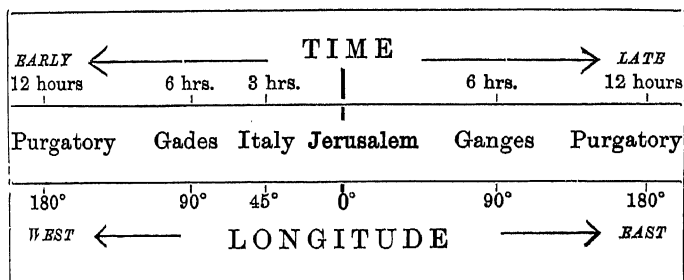 TIME
EARLY LATE
12 hours 6 hrs. 3 hrs. 6 hrs. 12 hours
Purgatory Gades Italy Jerusalem Ganges Purgatory
180° 90° 45° 0° 90° 180°
WEST LONGITUDE EAST